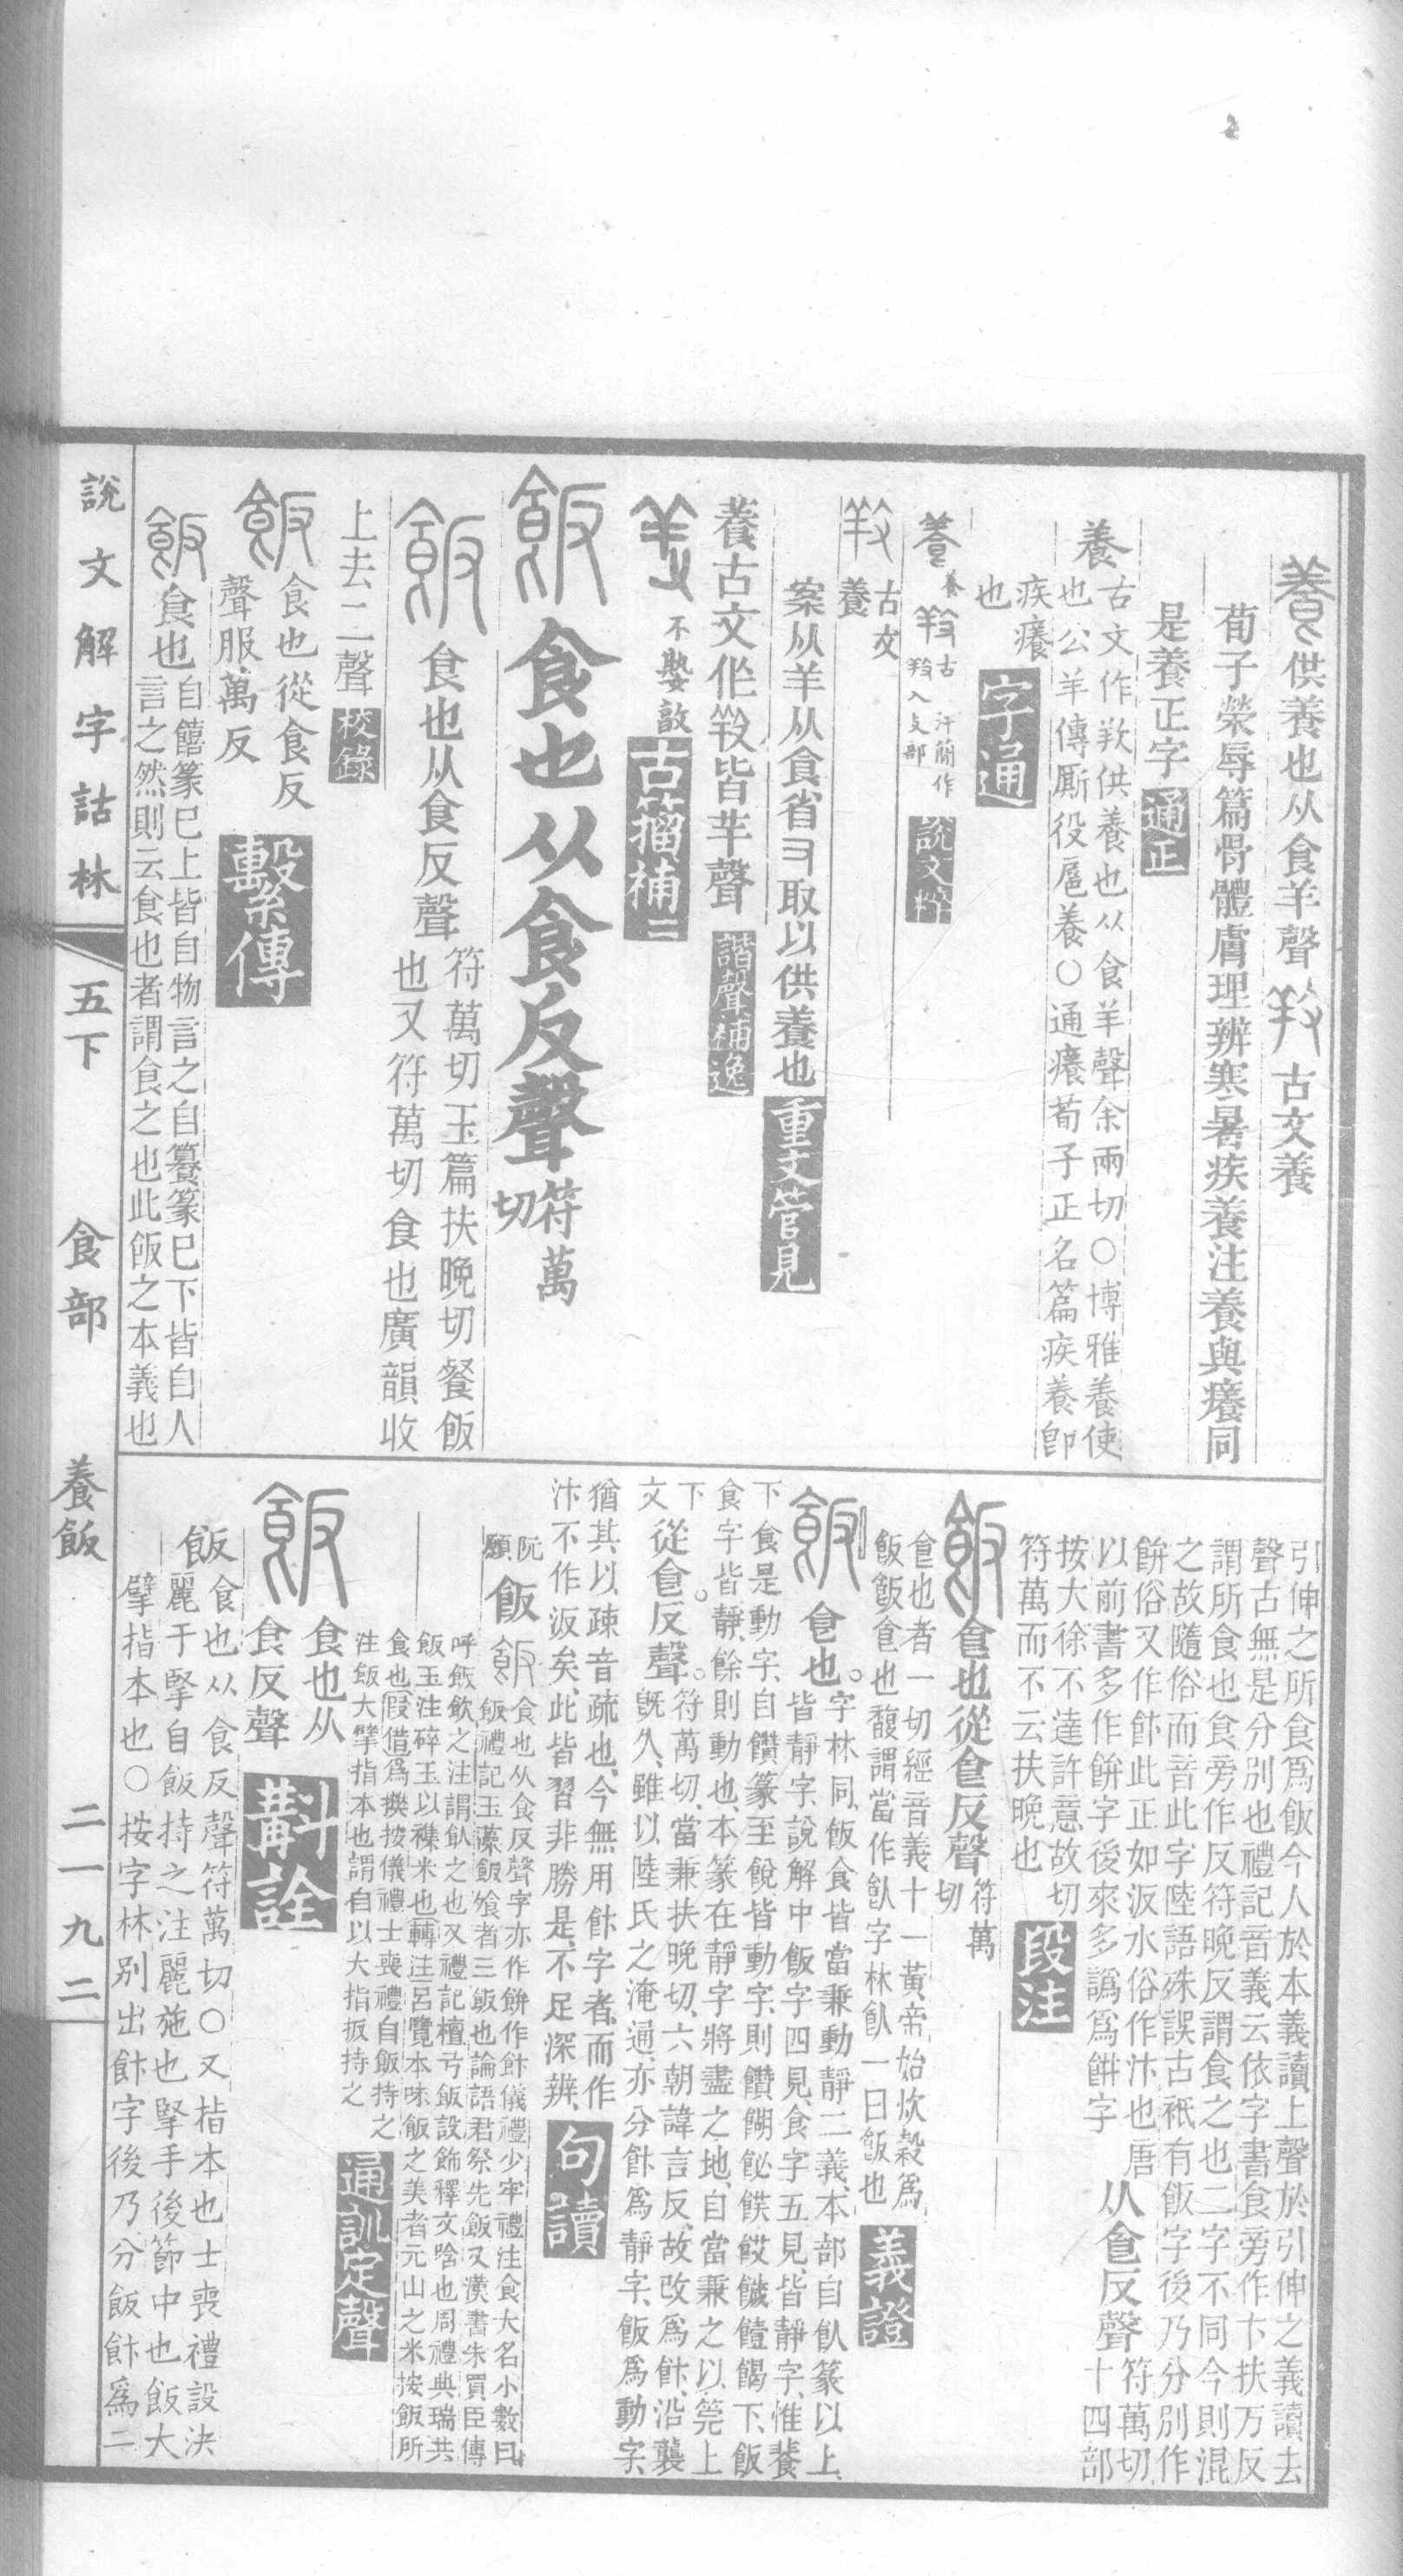 養供養也从食羊聲𢼝古文養
荀子榮辱篇骨體膚理辨寒暑疾養注養與癢同
是養正字通正
養古文作𢼝供養也从食羊聲余兩切○博雅養使
也公羊傳厮役扈養○通癢荀子正名篇疾養卽
疾癢
也
字通
養
養𢼝古
汗簡作
𢼝入攴部
說文粹
𢼝古文
養
案从羊从食省又取以供養也重文管見
養古文作𢼝皆羊聲諧聲補逸
不𡠗敦古籀補三
飯食也从食反聲符萬
切
飯食也从食反聲符萬切玉篇扶晚切餐飯
也又符萬切食也廣韻收
上去二聲校錄
飯食也從食反
聲服萬反繫傳
飯食也自饎篆已上皆自物言之自籑篆已下皆自人
言之然則云食也者謂食之也此飯之本義也
引伸之所食爲飯今人於本義讀上聲於引伸之義讀去
聲古無是分別也禮記音義云依字書食旁作卞扶万反
謂所食也食旁作反符晚反謂食之也二字不同今則混
之故隨俗而音此字陸語殊誤古衹有飯字後乃分別作
餅俗又作飰此正如汳水俗作汴也唐
以前書多作餅字後來多譌爲餅字
从食反聲符萬切
十四部
按大徐不達許意故切
符萬而不云扶晚也段注
飯食也從食反聲符萬
切
食也者一切經音義十一黃帝始炊穀爲
飯飯食也馥謂當作飤字林飤一曰飯也義證
飯食也。字林同、飯食皆當兼動靜二義、本部自飤篆以上、
皆靜字、說解中飯字四見、食字五見、皆靜字、惟養
下食是動字、自饡篆至餽、皆動字、則饡餬飶饫餀饑饐餲下、飯
食字皆靜、餘則動也、本篆在靜字將盡之地、自當兼之以筦上
下
文從食。反聲。符萬切、當兼扶晚切、六朝諱言反、故改爲飰、沿襲
旣久、雖以陸氏之淹通、亦分飰爲靜字、飯爲動字、
猶其以疎音疏也、今無用飰字者、而作
汴不作汳矣、此皆習非勝是、不足深辨、句讀
阮
願飯飯食也从食反聲字亦作餅作飰儀禮少牢禮注食大名小數曰
飯禮記玉藻飯飧者三飯也論語君祭先飯又漢書朱買臣傳
呼飯飲之注謂飤之也又禮記檀弓飯設飾釋文唅也周禮典瑞共
飯玉注碎玉以襍米也轉注呂覽本味飯之美者元山之米按飯所
食也假借爲㩌按儀禮士喪禮自飯持之
注飯大擘指本也謂自以大指扳持之通訓定聲
飯食也从
食反聲斠詮
飯食也从食反聲符萬切○又指本也士喪禮設決
麗于掔自飯持之注麗施也掔手後節中也飯大
擘指本也○按字林別出飰字後乃分飯飰爲二
說文解字詁林
五下
食部
養飯
二一九二